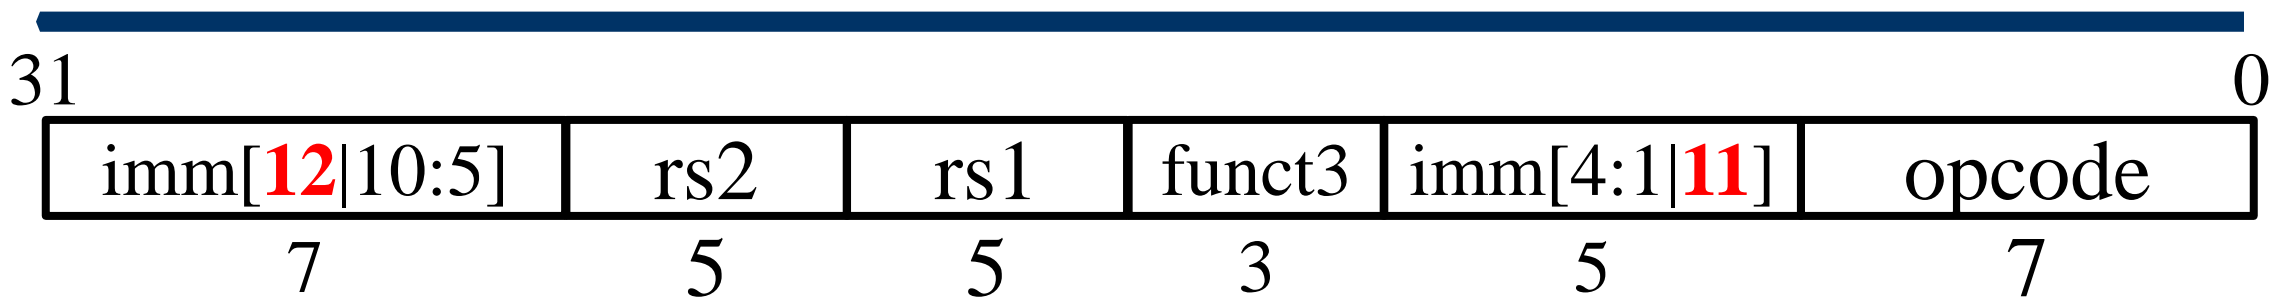 31 0
imm[12|10:5] rs2 rs1 funct3 imm[4:1|11] opcode
7 5 5 3 5 7